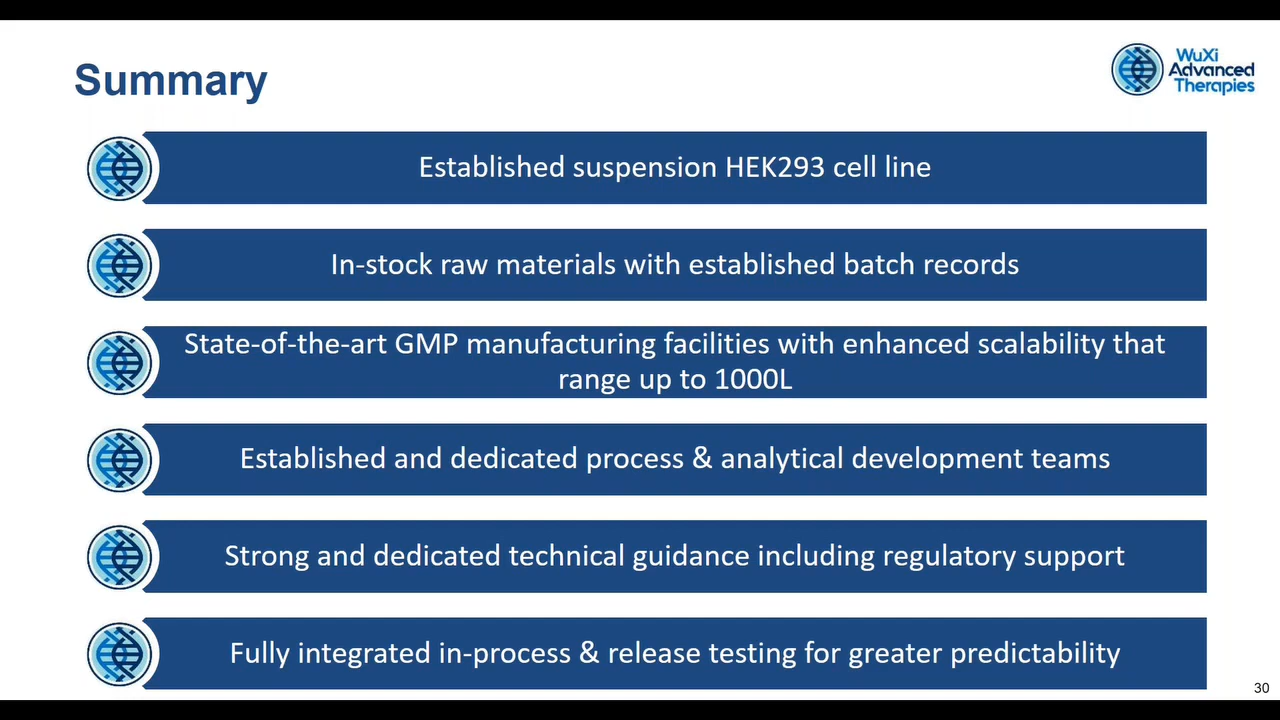 Summary
WuXi
Advanced
Therapies
Established suspension HEK293 cell line
In-stock raw materials with established batch records
State-of-the-art GMP manufacturing facilities with enhanced scalability that
range up to 1000L
Established and dedicated process & analytical development teams
Strong and dedicated technical guidance including regulatory support
Fully integrated in-process & release testing for greater predictability
30